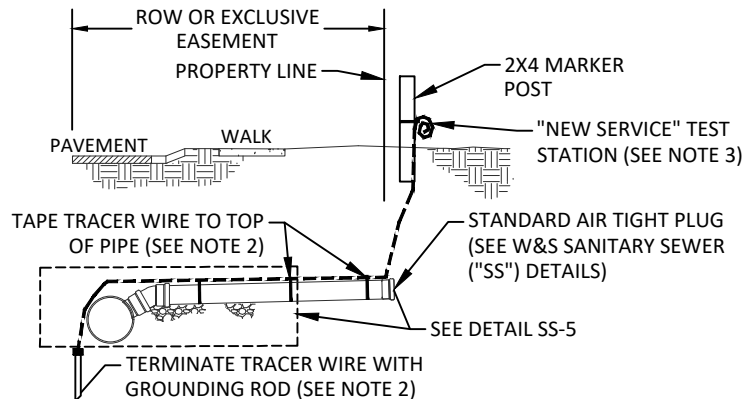 ROW OR EXCLUSIVE
EASEMENT
PROPERTY LINE
2X4 MARKER
POST
PAVEMENT
WALK
"NEW SERVICE" TEST
STATION (SEE NOTE 3)
TAPE TRACER WIRE TO TOP
OF PIPE (SEE NOTE 2)
STANDARD AIR TIGHT PLUG
(SEE W&S SANITARY SEWER
("SS") DETAILS)
SEE DETAIL SS-5
TERMINATE TRACER WIRE WITH
GROUNDING ROD (SEE NOTE 2)